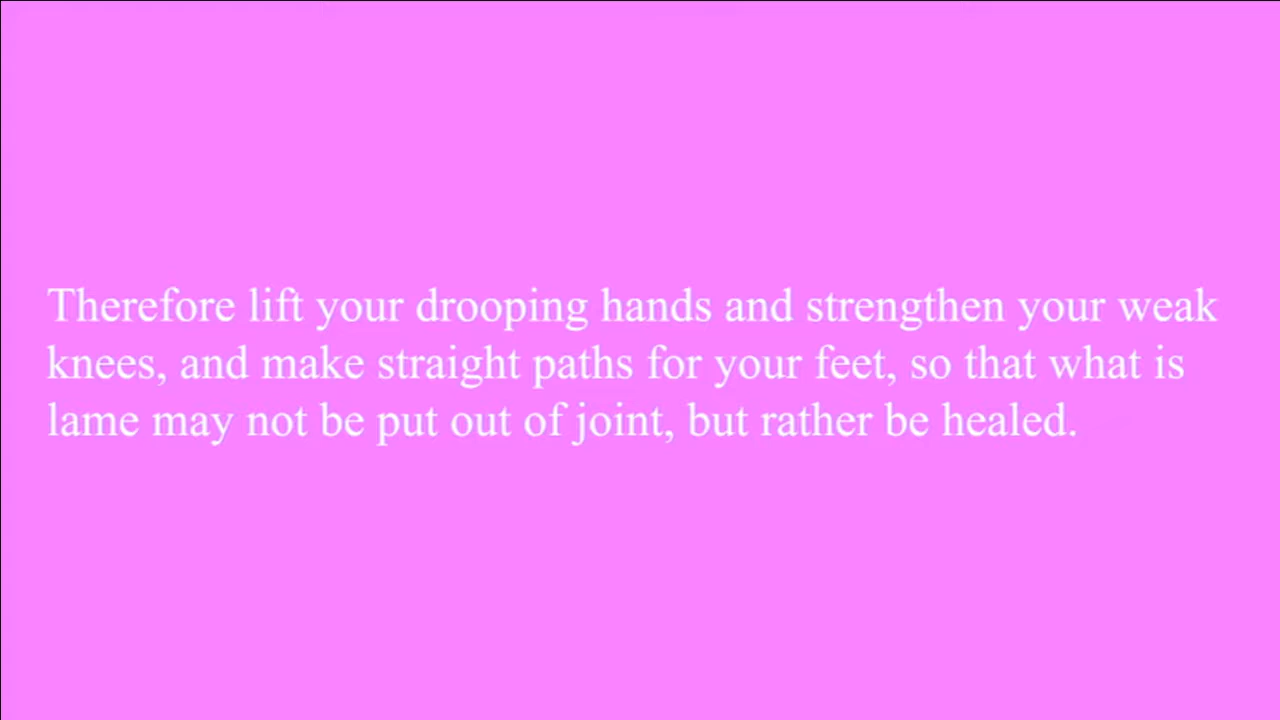 Therefore lift your drooping hands and strengthen your weak
knees, and make straight paths for your feet, so that what is
lame may not be put out of joint, but rather be healed.